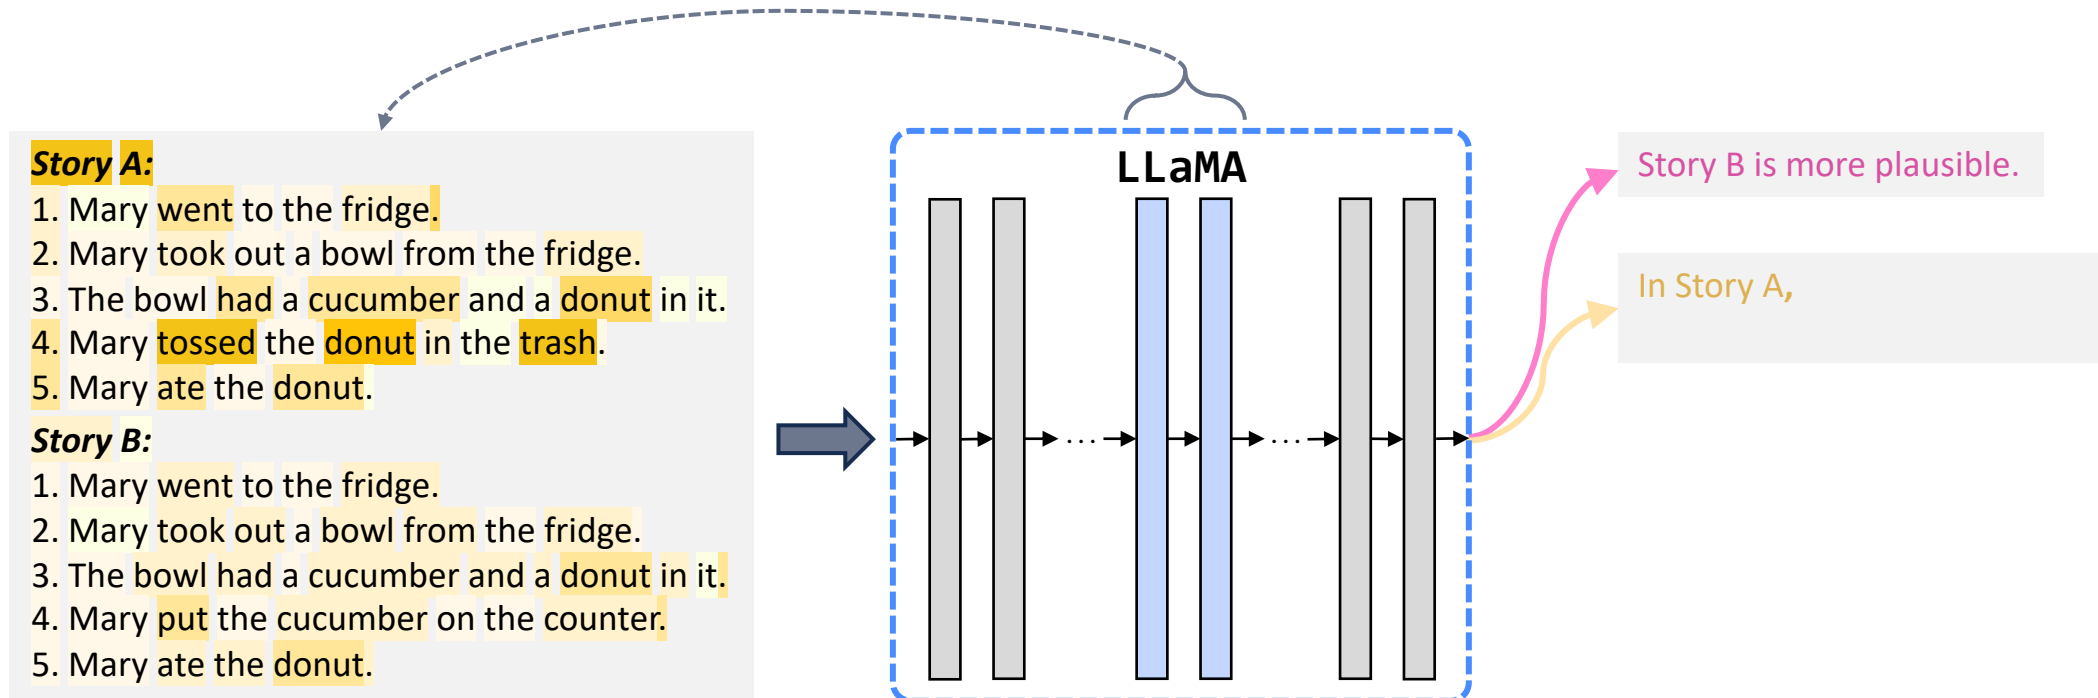 Story A:
1. Mary went to the fridge.
2. Mary took out a bowl from the fridge.
3. The bowl had a cucumber and a donut in it.
4. Mary tossed the donut in the trash.
5. Mary ate the donut.
Story B:
1. Mary went to the fridge.
2. Mary took out a bowl from the fridge.
3. The bowl had a cucumber and a donut in it.
4. Mary put the cucumber on the counter.
5. Mary ate the donut.
LLaMA
... ...
Story B is more plausible.
In Story A,